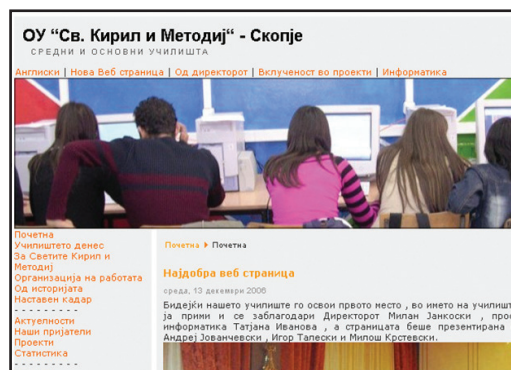 ОУ “Св. Кирил и Методиј“ - Скопје
СРЕДНИ И ОСНОВНИ УЧИЛИШТА
Англиски | Нова Веб страница | Од директорот | Вклученост во проекти | Информатика
Почетна
Училиштето денес
За Светите Кирил и
Методиј
Организација на работата
Од историјата
Наставен кадар
- - - - - - - - -
Актуелности
Наши пријатели
Проекти
Статистика
- - - - - - - - -
Почетна Почетна
Најдобра веб страница
среда, 13 декември 2006
Бидејќи нашето училиште го освои првото место , во името на училишт
ја прими и се заблагодари Директорот Милан Јанкоски , проф
информатика Татјана Иванова , а страницата беше презентирана
Андреј Јованчевски , Игор Талески и Милош Крстевски.